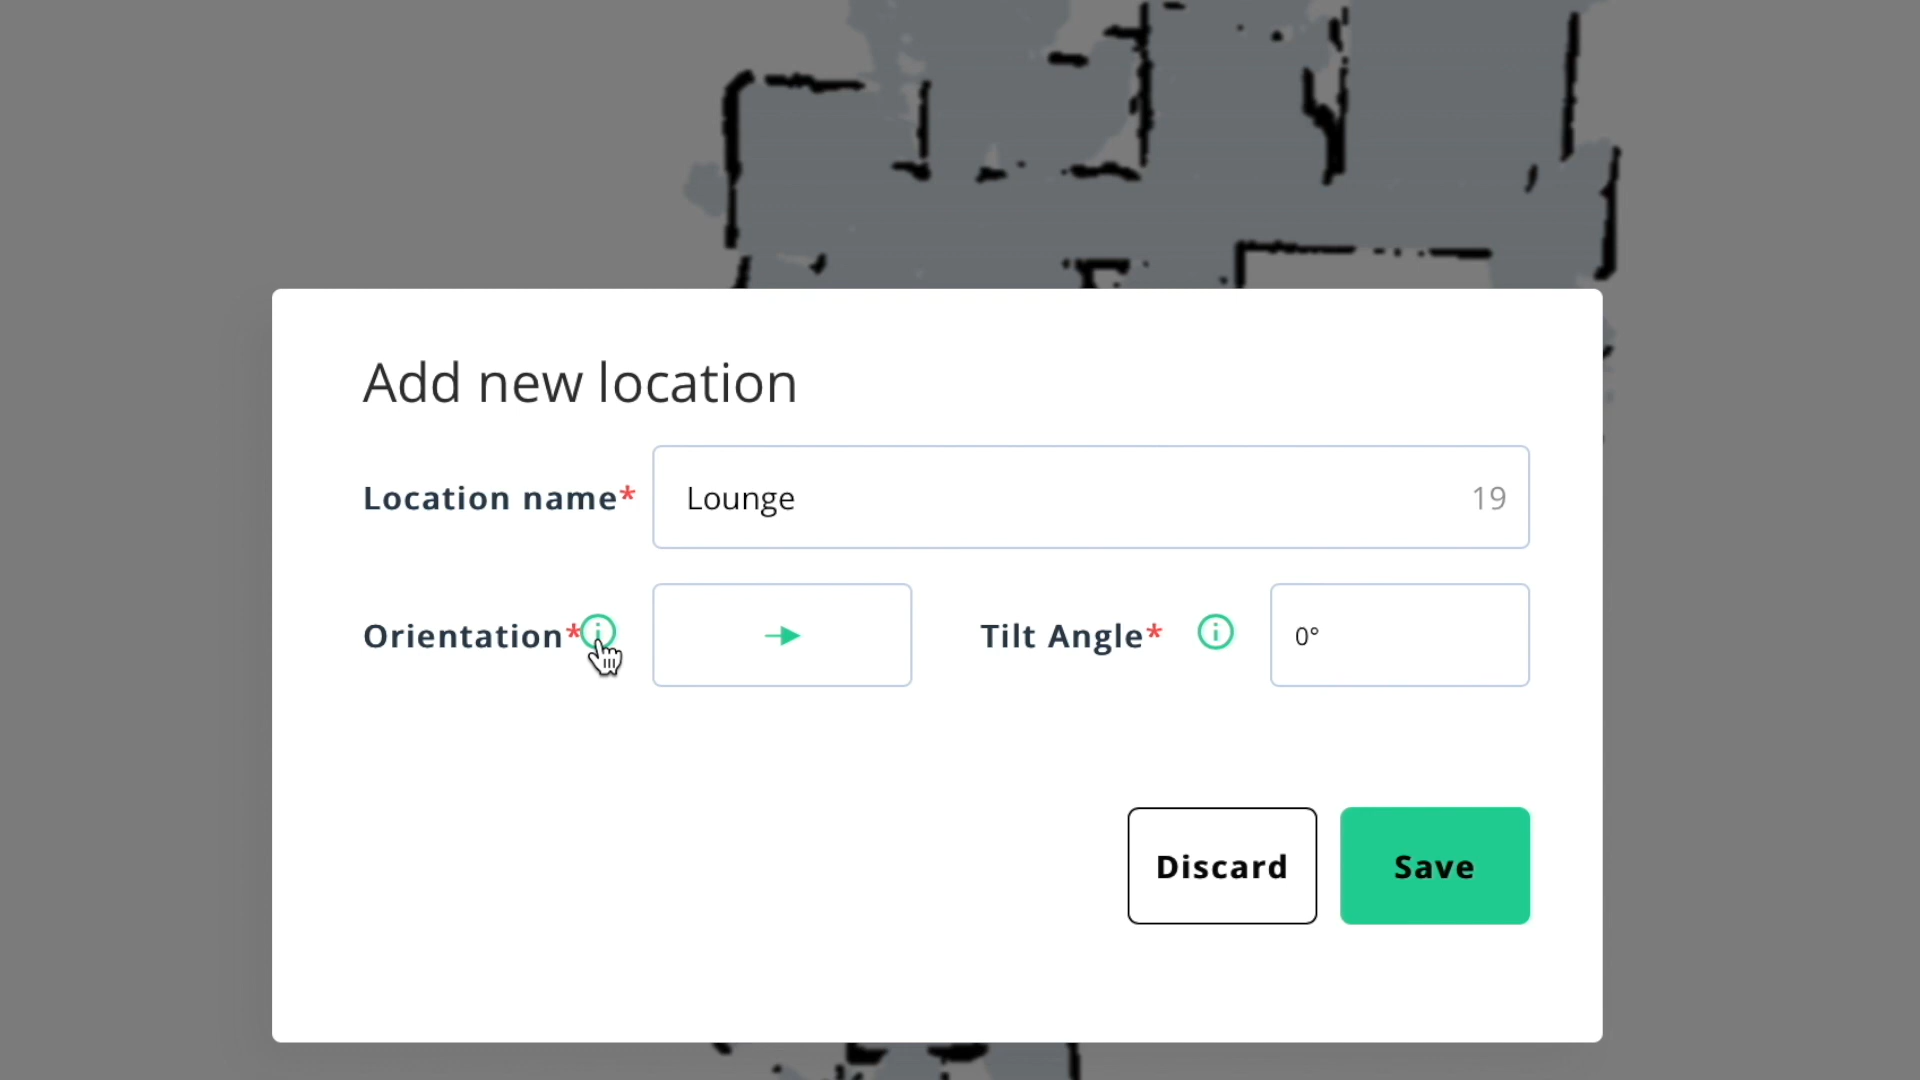 Add new location
Location name* Lounge 19
Orientation* Tilt Angle* 0°
Discard Save